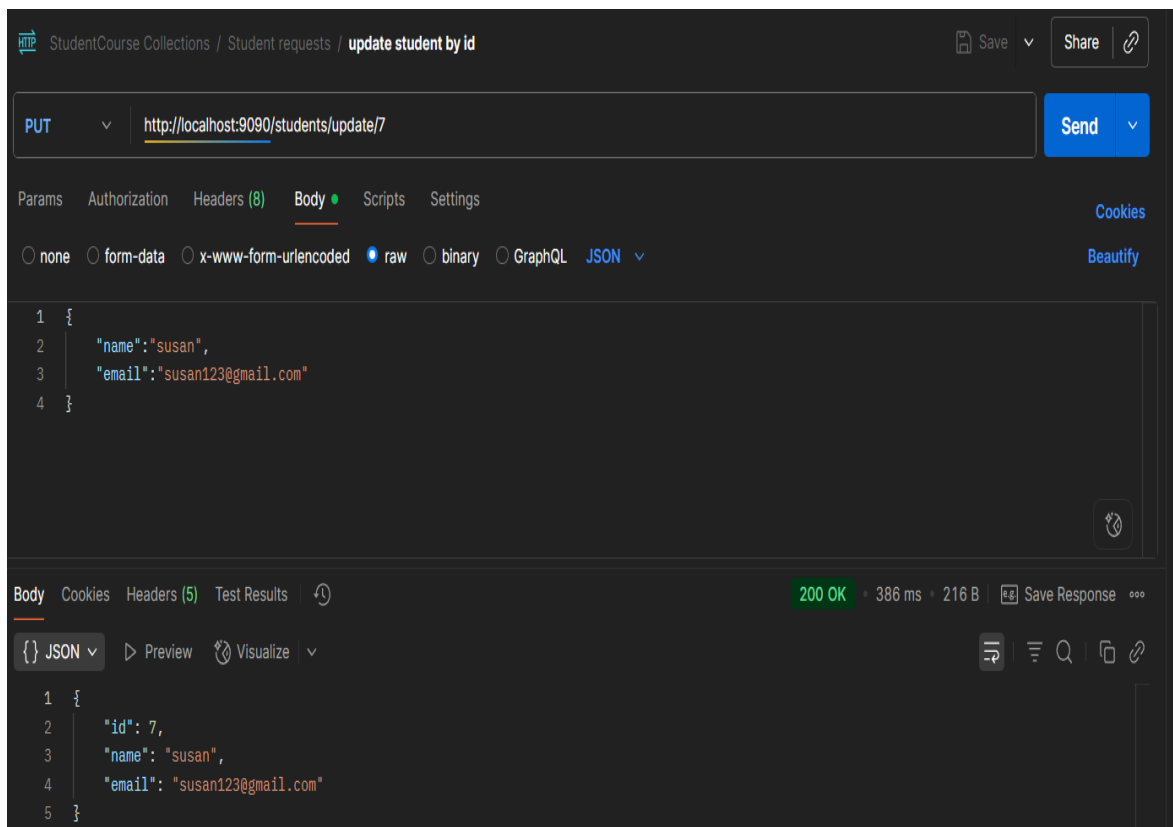 HTTP StudentCourse Collections / Student requests / update student by id Save Share
PUT http://localhost:9090/students/update/7 Send
Params Authorization Headers (8) Body Scripts Settings Cookies
none form-data x-www-form-urlencoded raw binary GraphQL JSON Beautify
1 {
2 "name":"susan",
3 "email":"susan123@gmail.com"
4 }
Body Cookies Headers (5) Test Results 200 OK 386 ms 216 B e.g. Save Response
{} JSON Preview Visualize
1 {
2 "id": 7,
3 "name": "susan",
4 "email": "susan123@gmail.com"
5 }